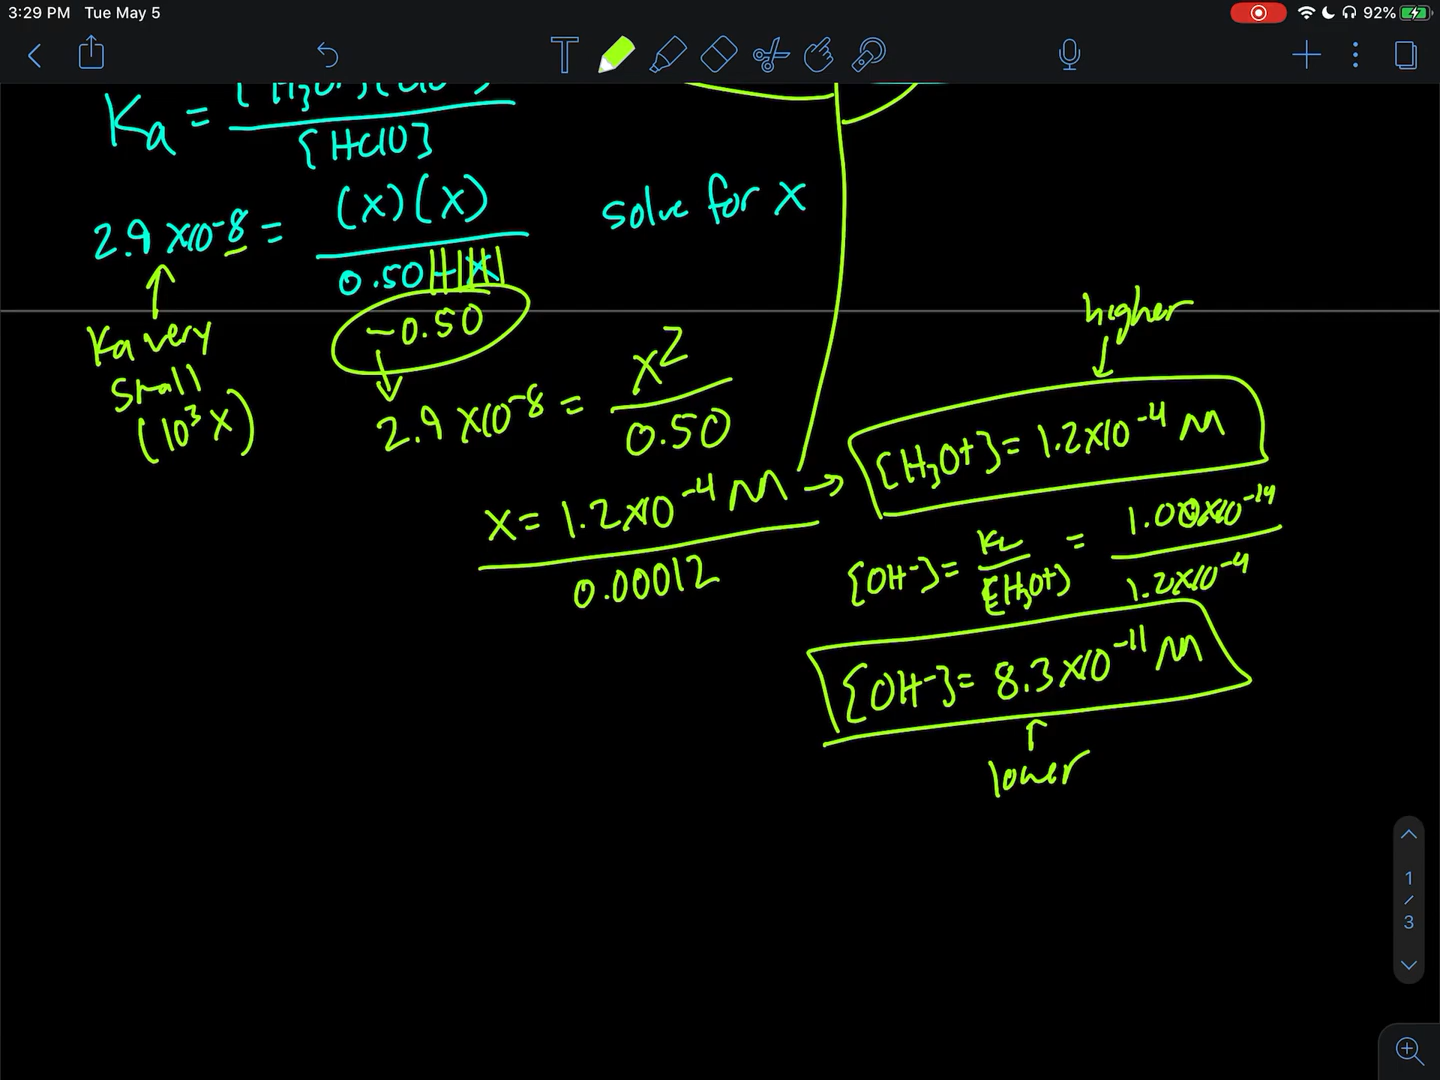 3:29 PM Tue May 5
92%
T
Ka =
[HClO]
2.9 x10-8 = (x)(x)
0.50
solve for x
~0.50
Ka very
small
(10³ x)
2.9 x10-8 = x²
0.50
x = 1.2x10-4 M →
0.00012
higher
[H3O+] = 1.2x10-4 M
[OH-] = Kw = 1.00x10-14
[H3O+] 1.2x10-4
[OH-] = 8.3x10-11 M
lower
1
/
3